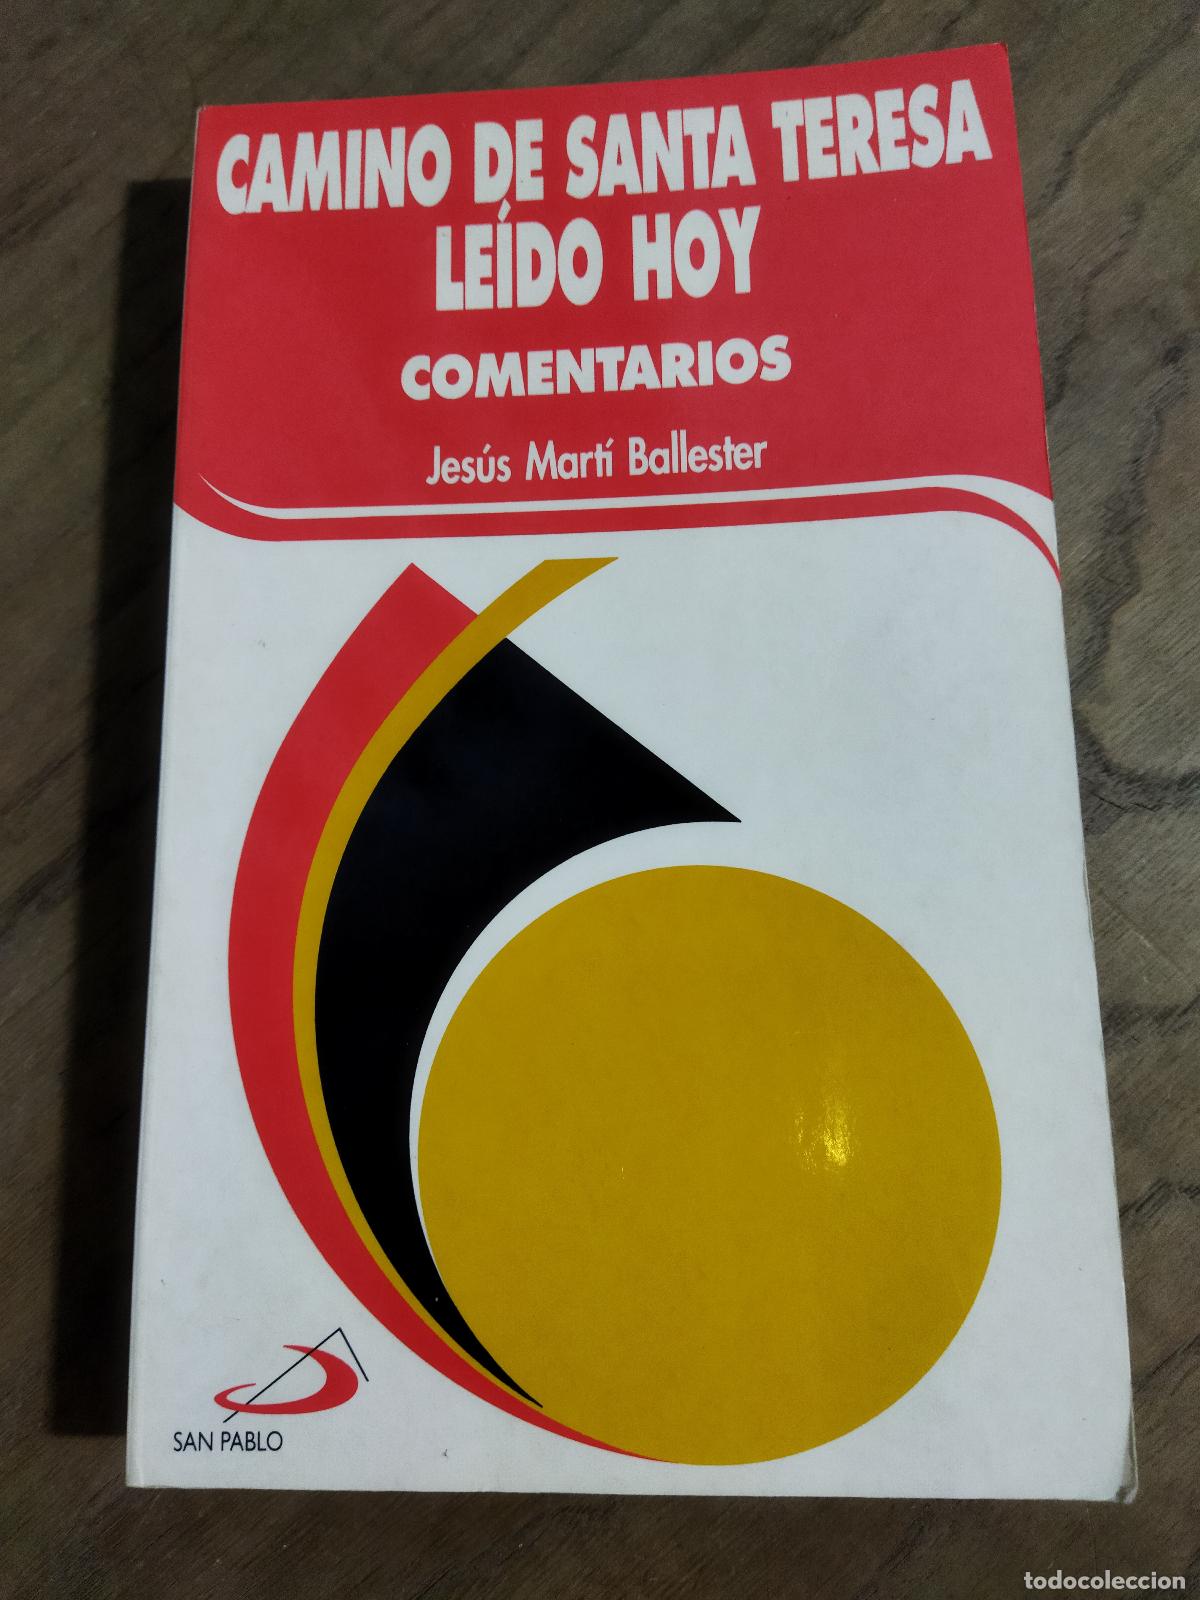 CAMINO DE SANTA TERESA
LEÍDO HOY
COMENTARIOS
Jesús Martí Ballester
SAN PABLO
todocoleccion